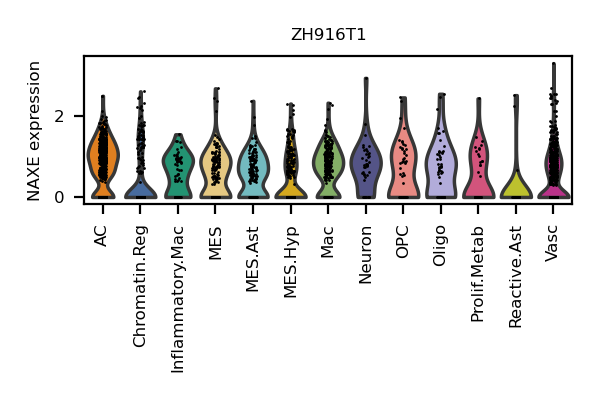 ZH916T1
NAXE expression
2
0
AC
Chromatin.Reg
Inflammatory.Mac
MES
MES.Ast
MES.Hyp
Mac
Neuron
OPC
Oligo
Prolif.Metab
Reactive.Ast
Vasc